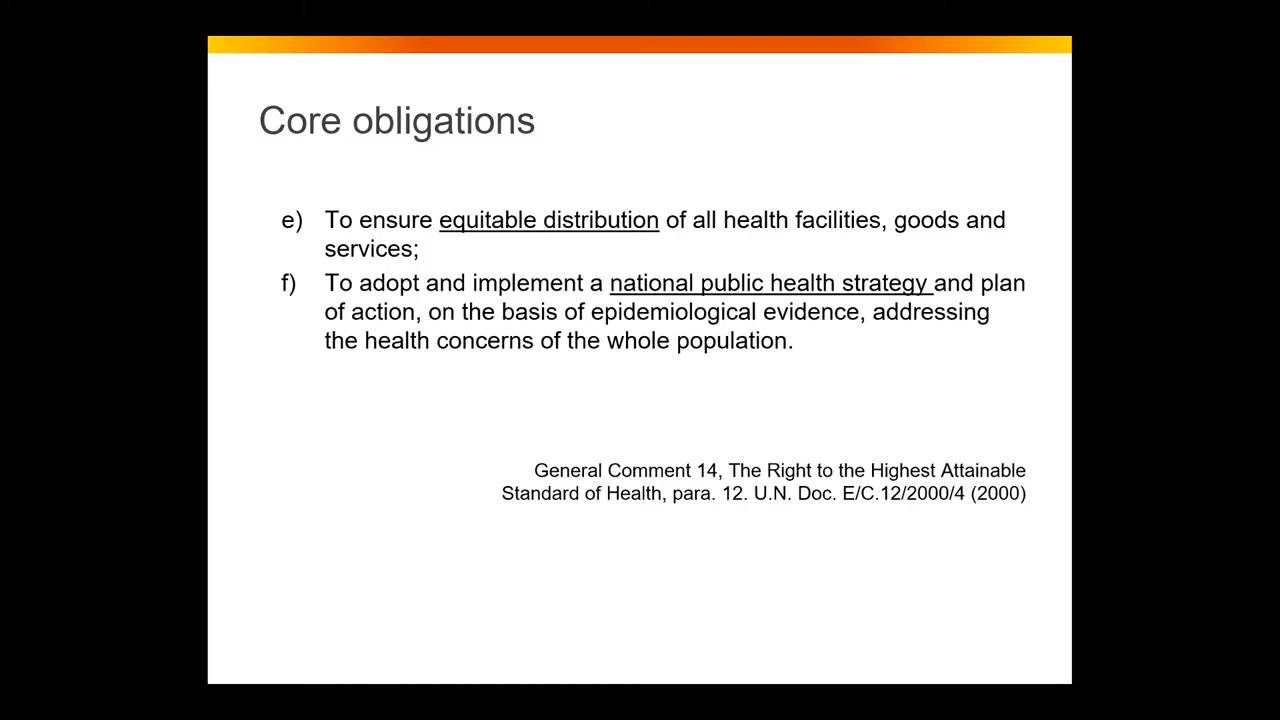 Core obligations
e) To ensure equitable distribution of all health facilities, goods and
services;
f) To adopt and implement a national public health strategy and plan
of action, on the basis of epidemiological evidence, addressing
the health concerns of the whole population.
General Comment 14, The Right to the Highest Attainable
Standard of Health, para. 12. U.N. Doc. E/C.12/2000/4 (2000)